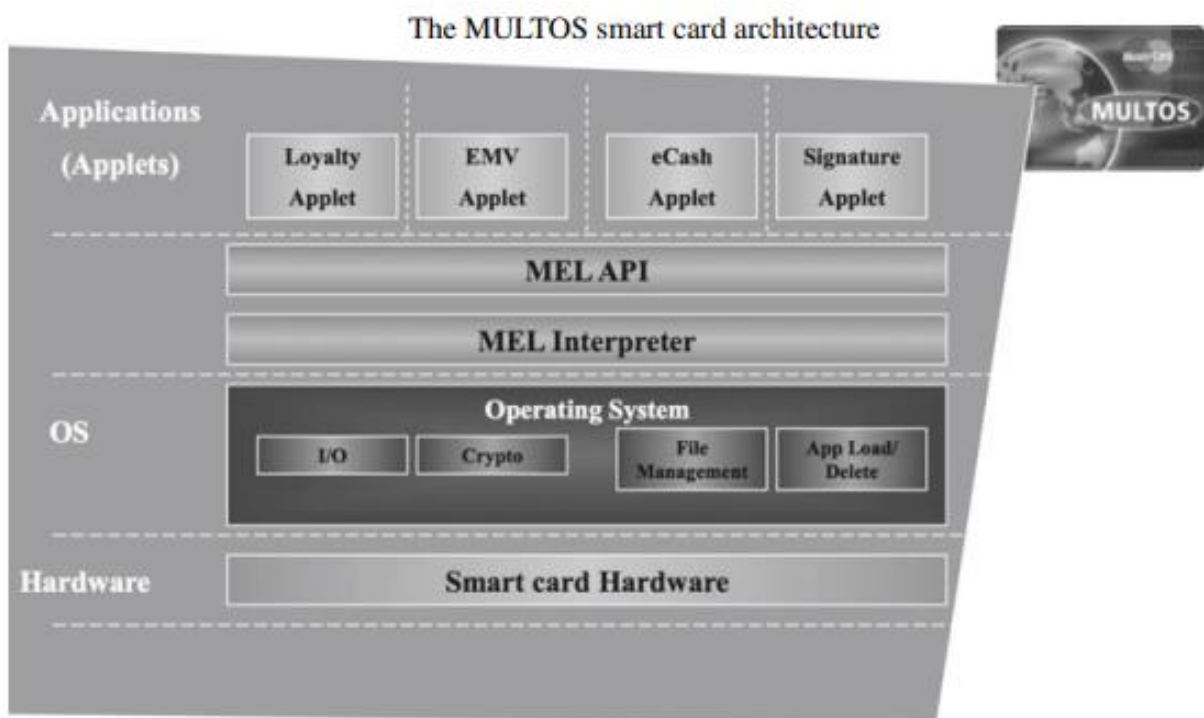 The MULTOS smart card architecture
MULTOS
Applications
(Applets)
Loyalty
Applet
EMV
Applet
eCash
Applet
Signature
Applet
MEL API
MEL Interpreter
OS
Operating System
I/O
Crypto
File
Management
App Load/
Delete
Hardware
Smart card Hardware